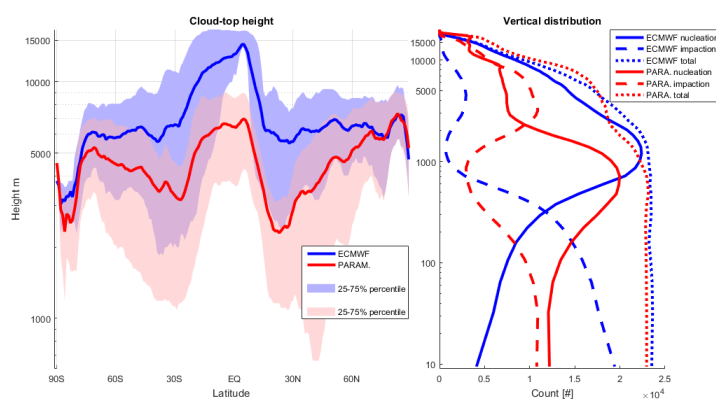 Cloud-top height
15000
10000
5000
1000
Height m
90S
60S
30S
EQ
30N
60N
Latitude
ECMWF
PARAM.
25-75% percentile
25-75% percentile
Vertical distribution
15000
10000
5000
1000
100
10
0
0.5
1
1.5
2
2.5
Count [#]
× 10^4
ECMWF nucleation
ECMWF impaction
ECMWF total
PARA. nucleation
PARA. impaction
PARA. total